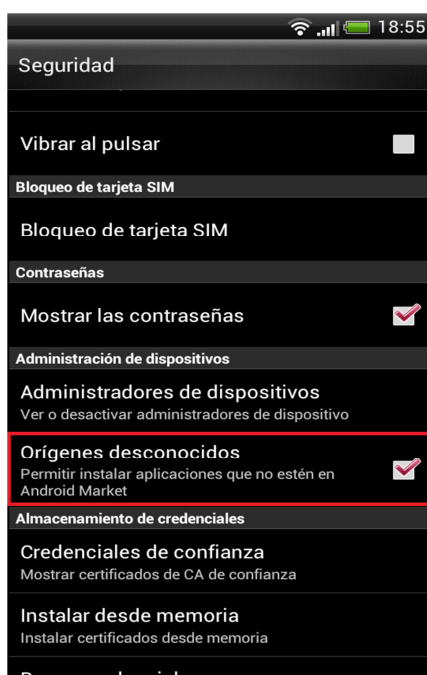 18:55
Seguridad
Vibrar al pulsar
Bloqueo de tarjeta SIM
Bloqueo de tarjeta SIM
Contraseñas
Mostrar las contraseñas
Administración de dispositivos
Administradores de dispositivos
Ver o desactivar administradores de dispositivo
Orígenes desconocidos
Permitir instalar aplicaciones que no estén en
Android Market
Almacenamiento de credenciales
Credenciales de confianza
Mostrar certificados de CA de confianza
Instalar desde memoria
Instalar certificados desde memoria